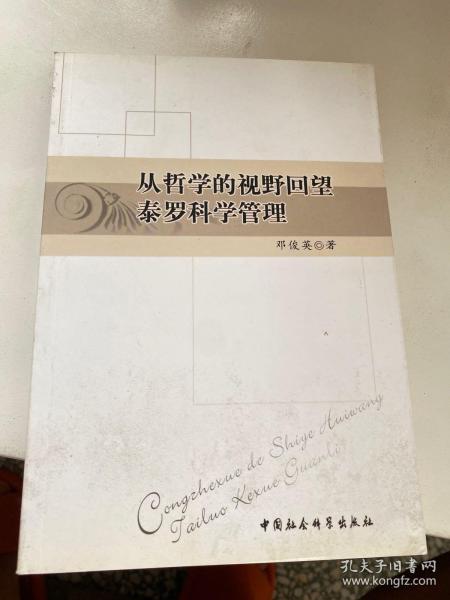 从哲学的视野回望
泰罗科学管理
邓俊英◎著
Congzhexue de Shiye Huiwang
Tailuo Kexue Guanli
中国社会科学出版社
孔夫子旧书网
www.kongfz.com